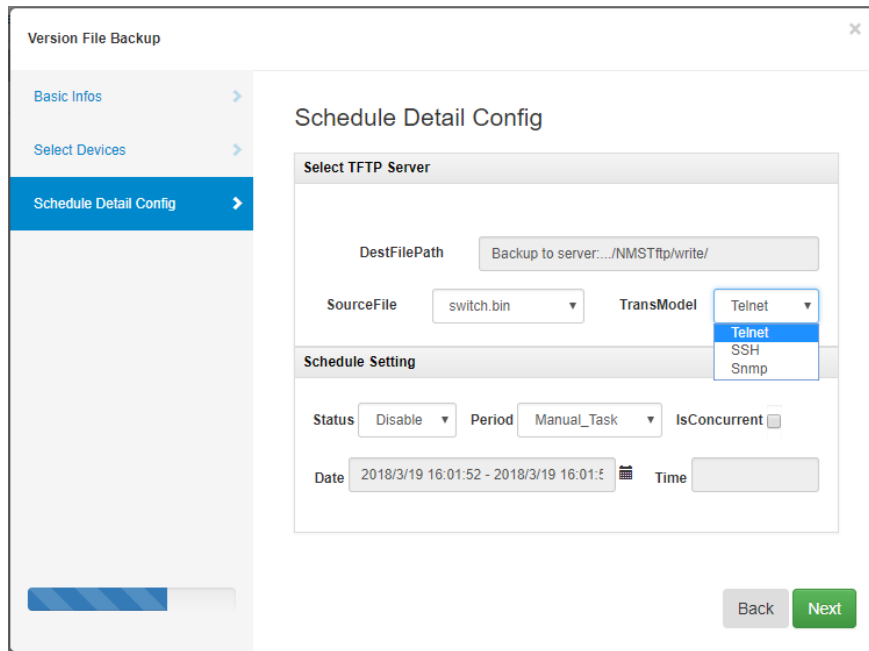 Version File Backup
×
Basic Infos
Select Devices
Schedule Detail Config
Schedule Detail Config
Select TFTP Server
DestFilePath Backup to server:.../NMSTftp/write/
SourceFile switch.bin TransModel Telnet
Telnet
SSH
Snmp
Schedule Setting
Status Disable Period Manual_Task IsConcurrent
Date 2018/3/19 16:01:52 - 2018/3/19 16:01:5 Time
Back Next